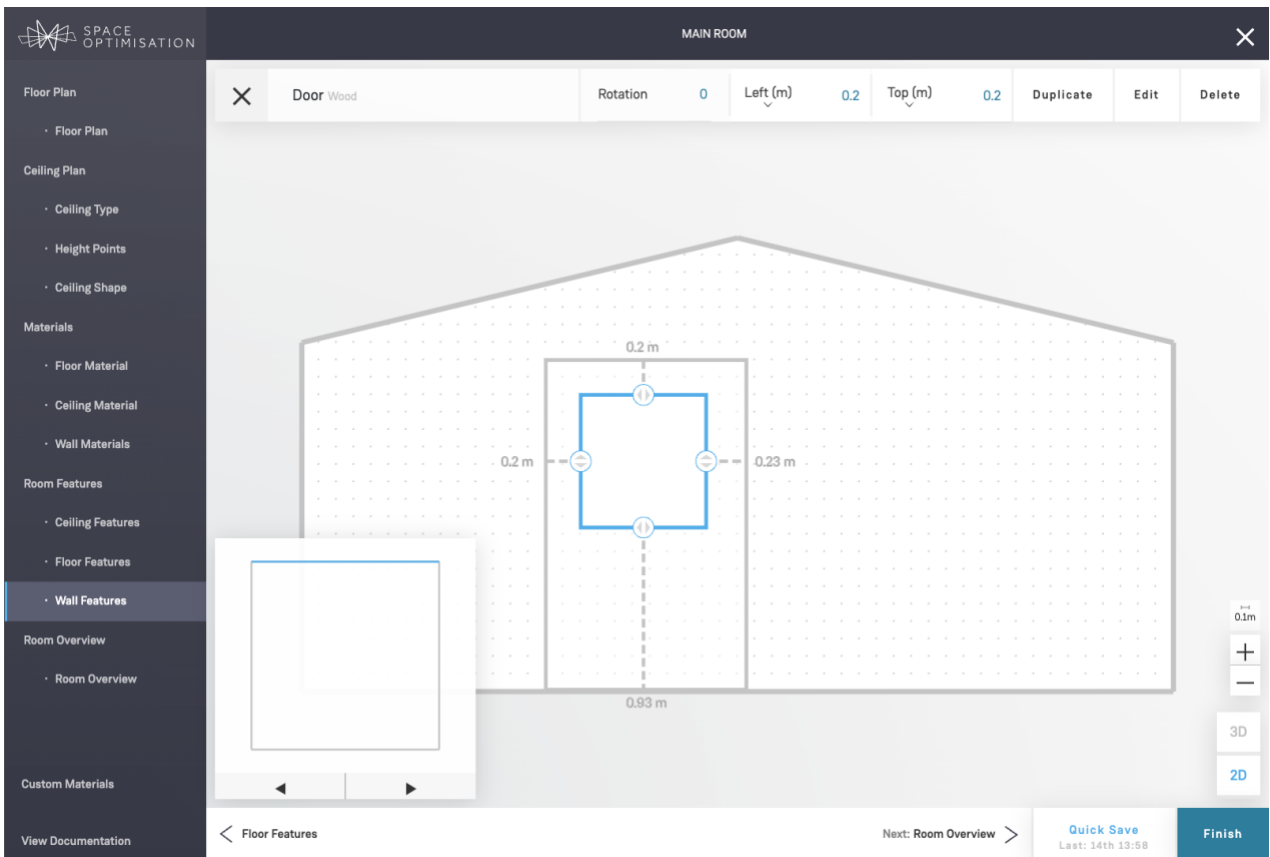 SPACE
OPTIMISATION
MAIN ROOM
Floor Plan
· Floor Plan
Ceiling Plan
· Ceiling Type
· Height Points
· Ceiling Shape
Materials
· Floor Material
· Ceiling Material
· Wall Materials
Room Features
· Ceiling Features
· Floor Features
· Wall Features
Room Overview
· Room Overview
Custom Materials
View Documentation
Door Wood
Rotation 0
Left (m) 0.2
Top (m) 0.2
Duplicate
Edit
Delete
0.2 m
0.2 m
0.23 m
0.93 m
0.1m
3D
2D
Floor Features
Next: Room Overview
Quick Save
Last: 14th 13:58
Finish